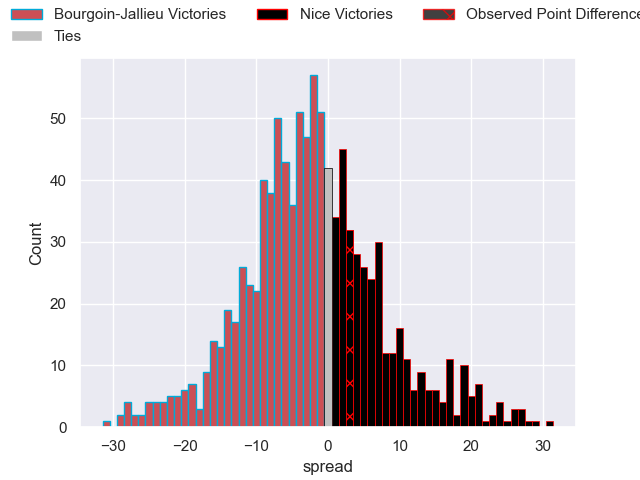 Bourgoin-Jallieu Victories
Nice Victories
Observed Point Difference
Ties
50
40
30
20
10
0
Count
−30
−20
−10
0
10
20
30
spread